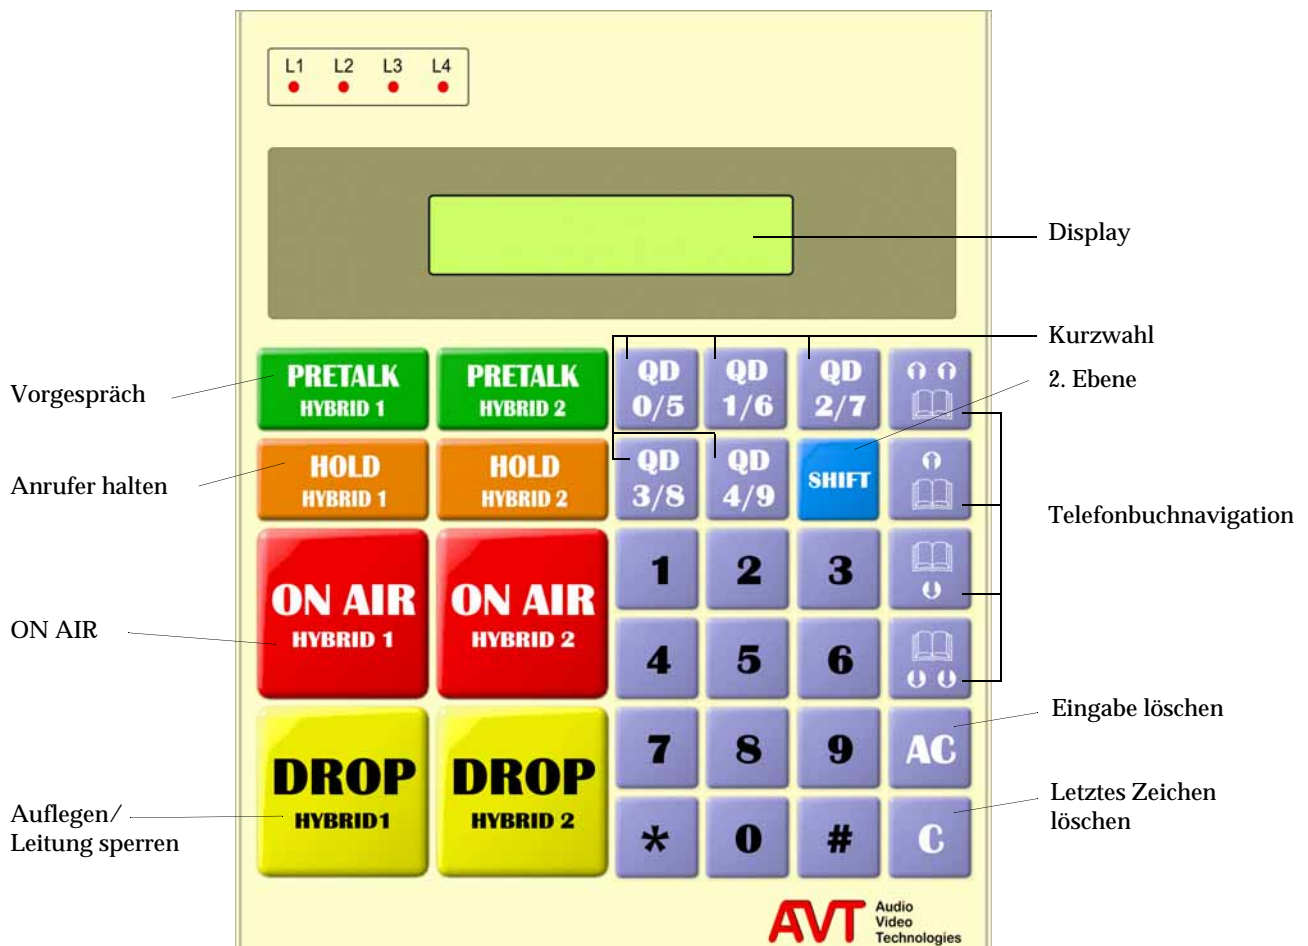 L1 L2 L3 L4
Display
Kurzwahl
2. Ebene
Telefonbuchnavigation
Eingabe löschen
Letztes Zeichen
löschen
Vorgespräch
Anrufer halten
ON AIR
Auflegen/
Leitung sperren
PRETALK
HYBRID 1
PRETALK
HYBRID 2
QD
0/5
QD
1/6
QD
2/7
HOLD
HYBRID 1
HOLD
HYBRID 2
QD
3/8
QD
4/9
SHIFT
ON AIR
HYBRID 1
ON AIR
HYBRID 2
1 2 3
4 5 6
DROP
HYBRID1
DROP
HYBRID 2
7 8 9 AC
* 0 # C
AVT
Audio
Video
Technologies